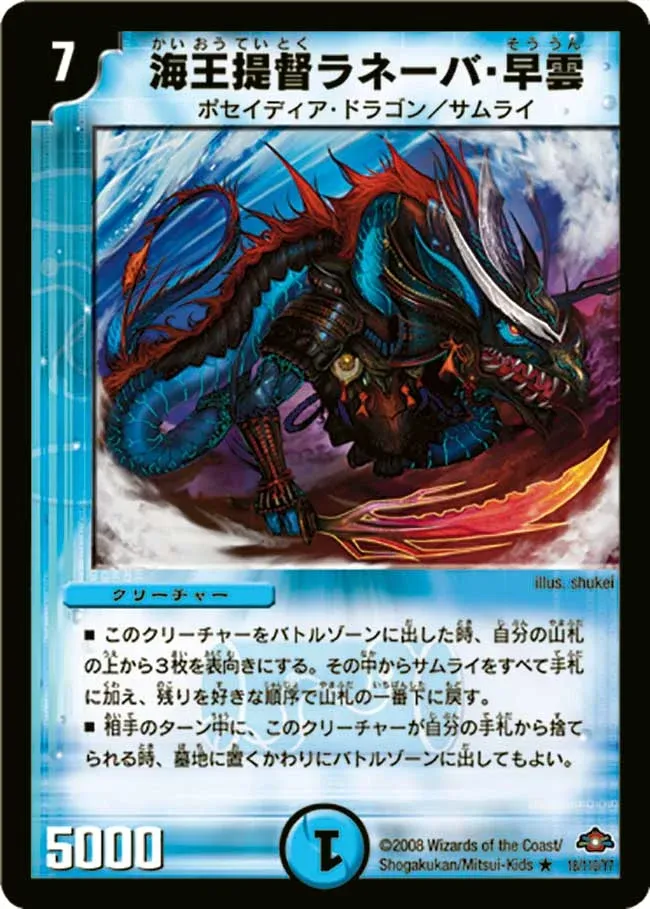 7
かいおうていとく そううん
海王提督ラネーバ・早雲
ポセイディア・ドラゴン／サムライ
illus. shukei
クリーチャー
■ このクリーチャーをバトルゾーンに出した時、自分の山札
の上から3枚を表向きにする。その中からサムライをすべて手札
に加え、残りを好きな順序で山札の一番下に戻す。
■ 相手のターン中に、このクリーチャーが自分の手札から捨て
られる時、墓地に置くかわりにバトルゾーンに出してもよい。
5000
1
©2008 Wizards of the Coast/
Shogakukan/Mitsui-Kids ★ 18/110/Y7